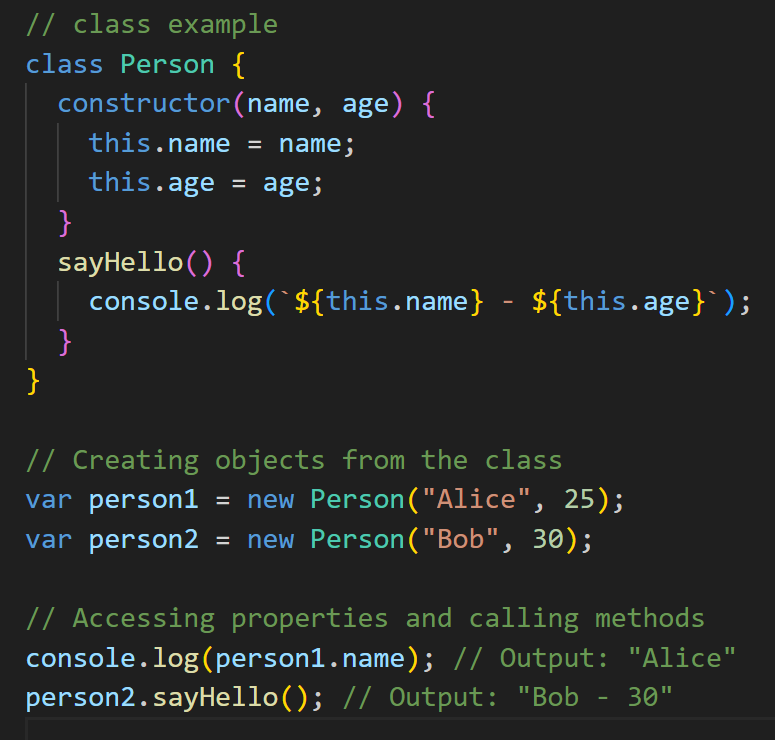 // class example
class Person {
constructor(name, age) {
this.name = name;
this.age = age;
}
sayHello() {
console.log(`${this.name} - ${this.age}`);
}
}
// Creating objects from the class
var person1 = new Person("Alice", 25);
var person2 = new Person("Bob", 30);
// Accessing properties and calling methods
console.log(person1.name); // Output: "Alice"
person2.sayHello(); // Output: "Bob - 30"